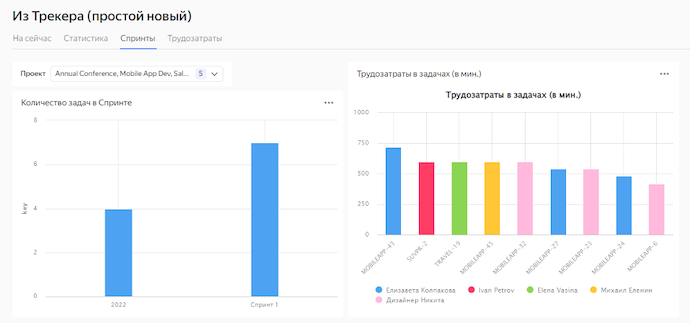 Из Трекера (простой новый)
На сейчас Статистика Спринты Трудозатраты
Проект Annual Conference, Mobile App Dev, Sal... 5
Количество задач в Спринте
8
6
4
2
0
key
2022 Спринт 1
Трудозатраты в задачах (в мин.)
Трудозатраты в задачах (в мин.)
1000
750
500
250
0
MOBILEAPP-43 SUVPR-2 TRAVEL-19 MOBILEAPP-45 MOBILEAPP-32 MOBILEAPP-27 MOBILEAPP-23 MOBILEAPP-24 MOBILEAPP-6
Елизавета Колпакова Ivan Petrov Elena Vasina Михаил Еленин
Дизайнер Никита